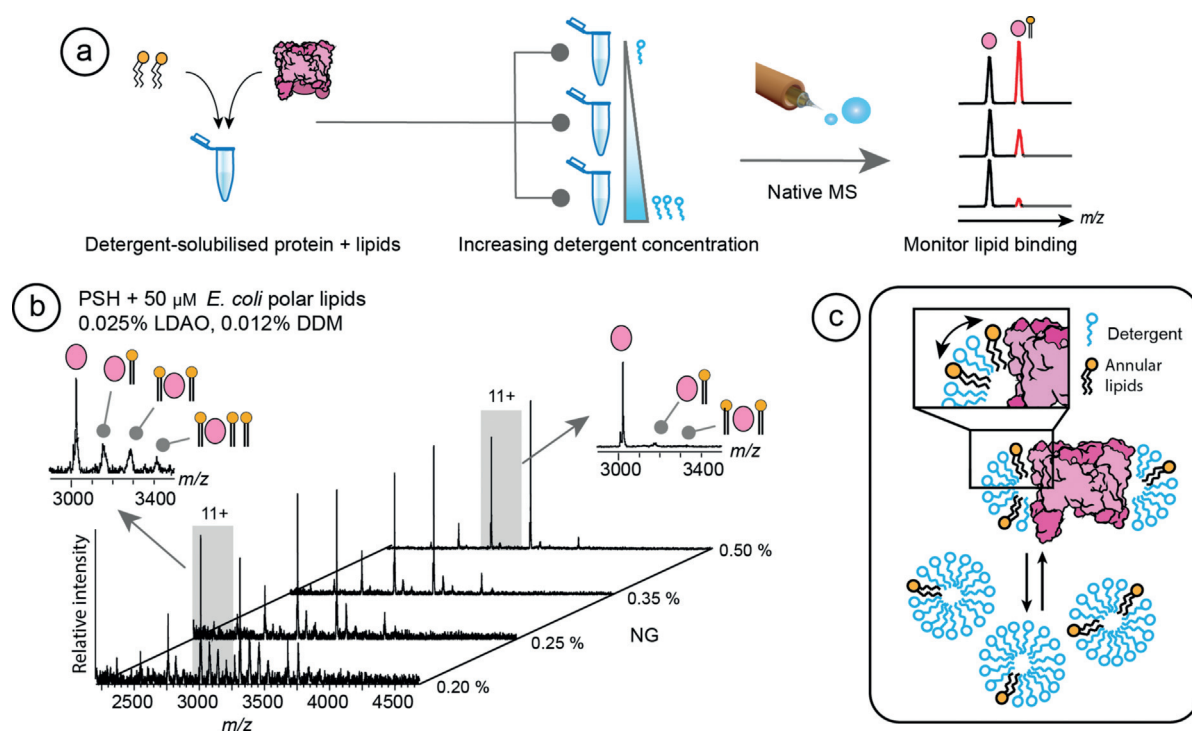 a
Detergent-solubilised protein + lipids
Increasing detergent concentration
Native MS
m/z
Monitor lipid binding
b
PSH + 50 μM E. coli polar lipids
0.025% LDAO, 0.012% DDM
3000
3400
m/z
11+
11+
3000
3400
m/z
Relative intensity
0.50 %
0.35 %
0.25 %
0.20 %
NG
2500
3000
3500
4000
4500
m/z
c
Detergent
Annular
lipids